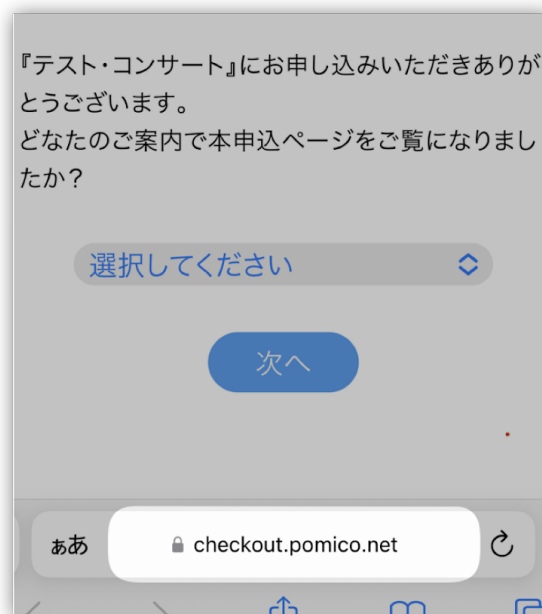 『テスト・コンサート』にお申し込みいただきありが
とうございます。
どなたのご案内で本申込ページをご覧になりまし
たか？
選択してください
次へ
ぁあ
checkout.pomico.net